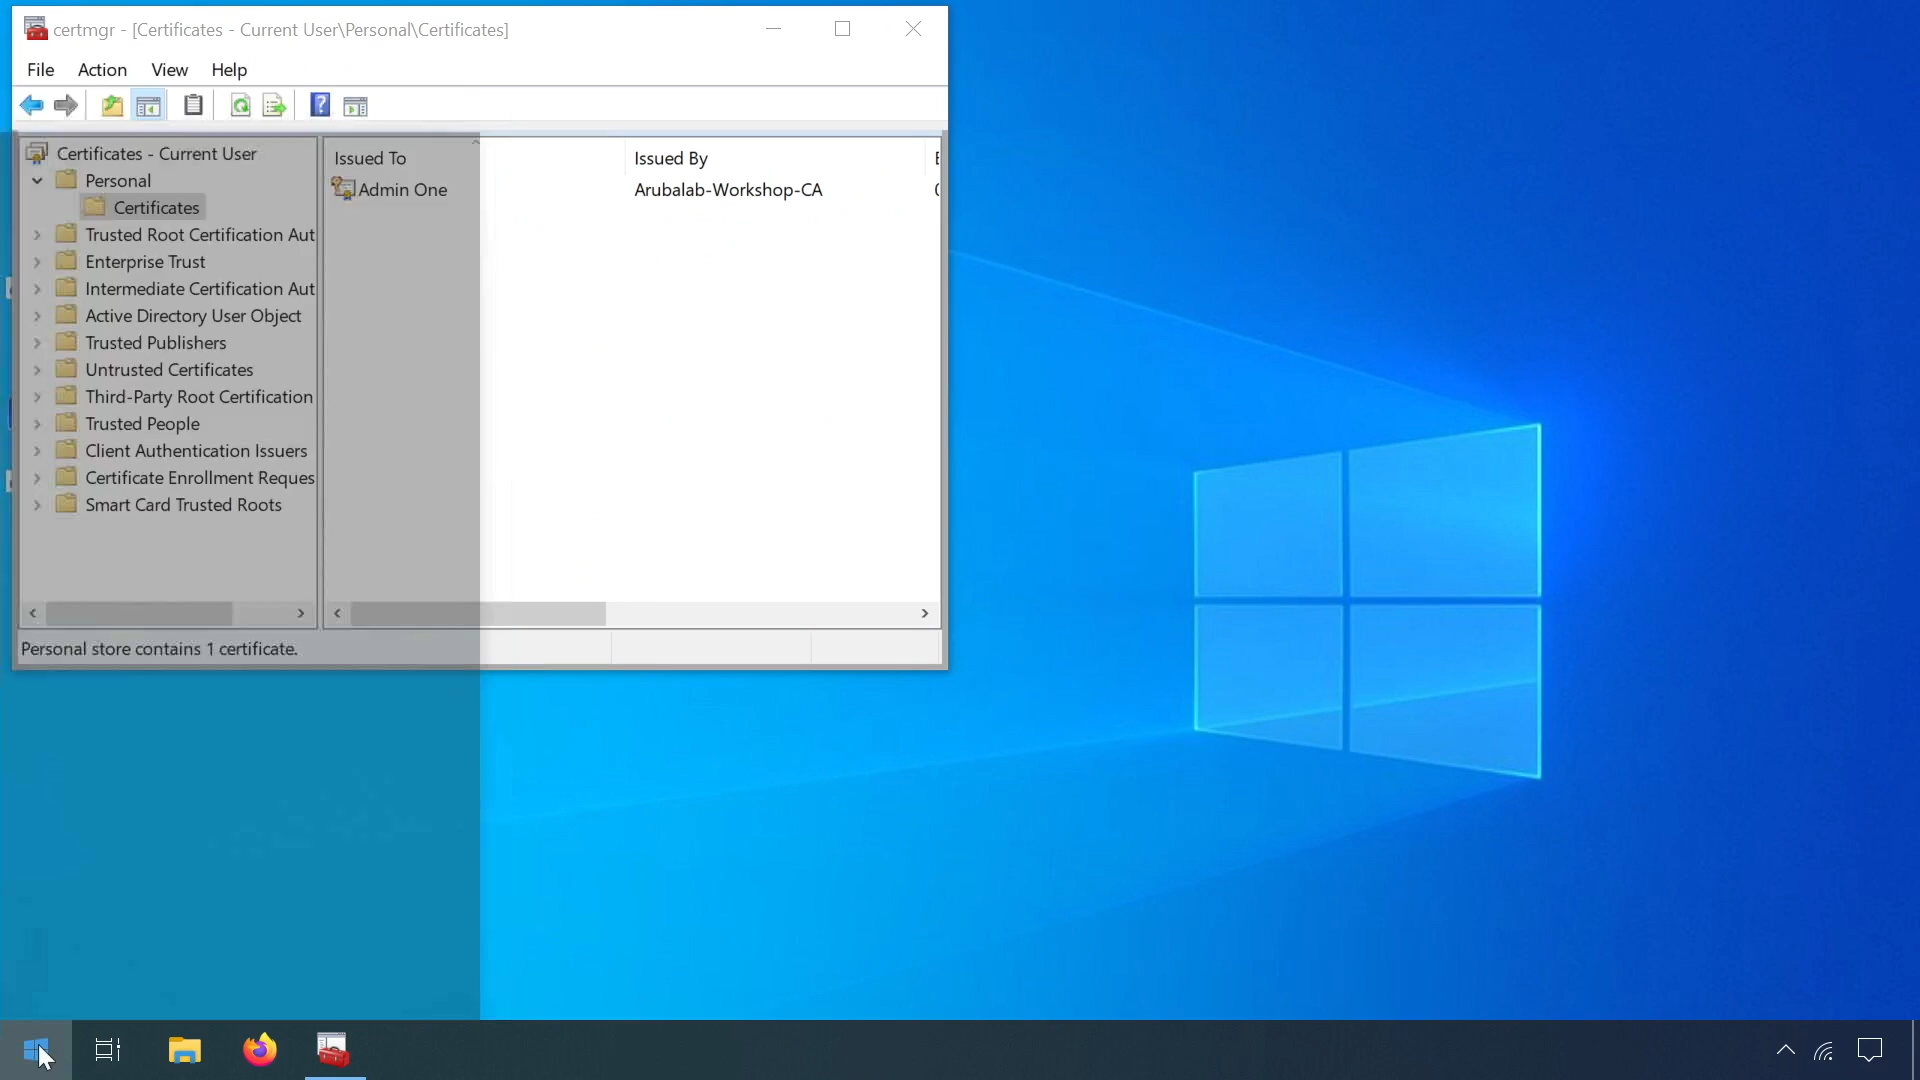 certmgr - [Certificates - Current User\Personal\Certificates]
File Action View Help
Certificates - Current User
Personal
Certificates
Trusted Root Certification Aut
Enterprise Trust
Intermediate Certification Aut
Active Directory User Object
Trusted Publishers
Untrusted Certificates
Third-Party Root Certification
Trusted People
Client Authentication Issuers
Certificate Enrollment Reques
Smart Card Trusted Roots
Issued To Issued By
Admin One Arubalab-Workshop-CA
Personal store contains 1 certificate.